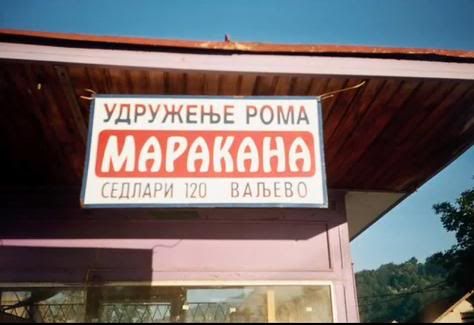 УДРУЖЕЊЕ РОМА
МАРАКАНА
СЕДЛАРИ 120 ВАЉЕВО